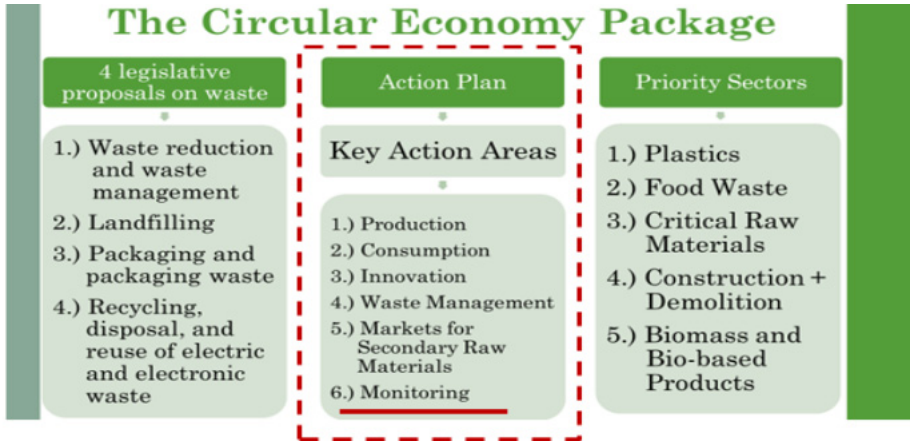 The Circular Economy Package
4 legislative
proposals on waste
1.) Waste reduction
and waste
management
2.) Landfilling
3.) Packaging and
packaging waste
4.) Recycling,
disposal, and
reuse of electric
and electronic
waste
Action Plan
Key Action Areas
1.) Production
2.) Consumption
3.) Innovation
4.) Waste Management
5.) Markets for
Secondary Raw
Materials
6.) Monitoring
Priority Sectors
1.) Plastics
2.) Food Waste
3.) Critical Raw
Materials
4.) Construction +
Demolition
5.) Biomass and
Bio-based
Products